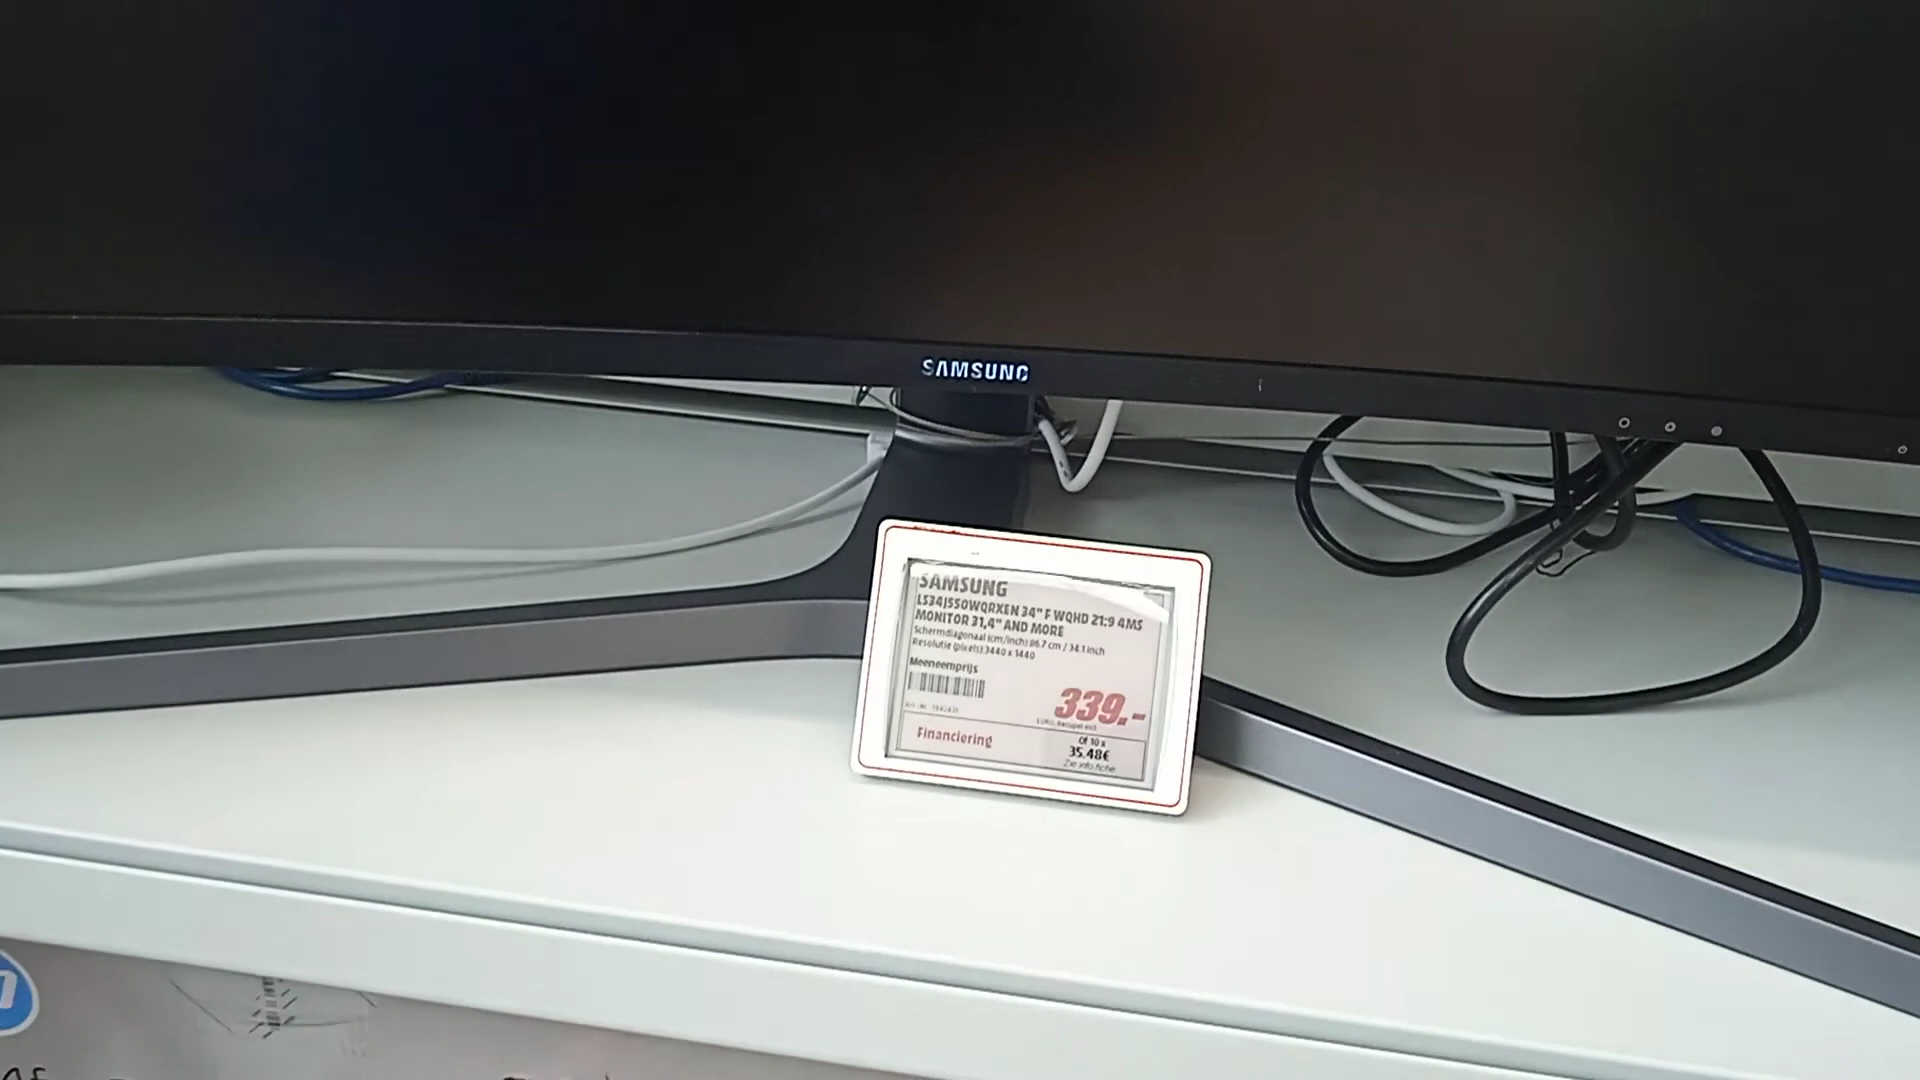 SAMSUNG
SAMSUNG
LS34J550WQRXEN 34" F WQHD 21:9 4MS
MONITOR 31,4" AND MORE
Schermdiagonaal (cm/inch):86.7 cm / 34.1 inch
Resolutie (pixels):3440 x 1440
Meeneemprijs
339.-
Financiering
Of 10 x
35.48€
Zie info fiche